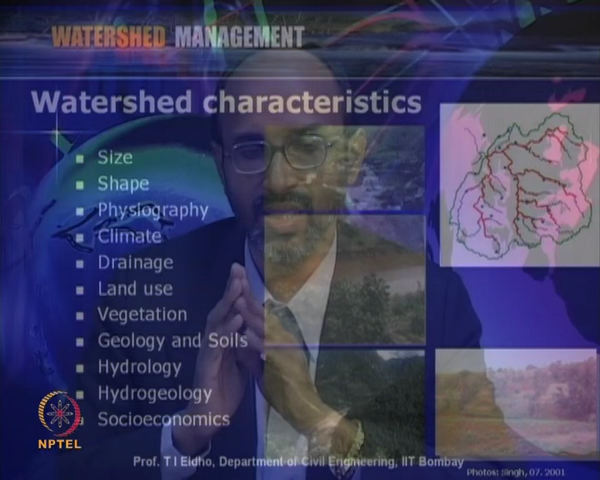 WATERSHED MANAGEMENT
Watershed characteristics
Size
Shape
Physiography
Climate
Drainage
Land use
Vegetation
Geology and Soils
Hydrology
Hydrogeology
Socioeconomics
NPTEL
Prof. T I Eldho, Department of Civil Engineering, IIT Bombay
Photos: Singh, 07. 2001